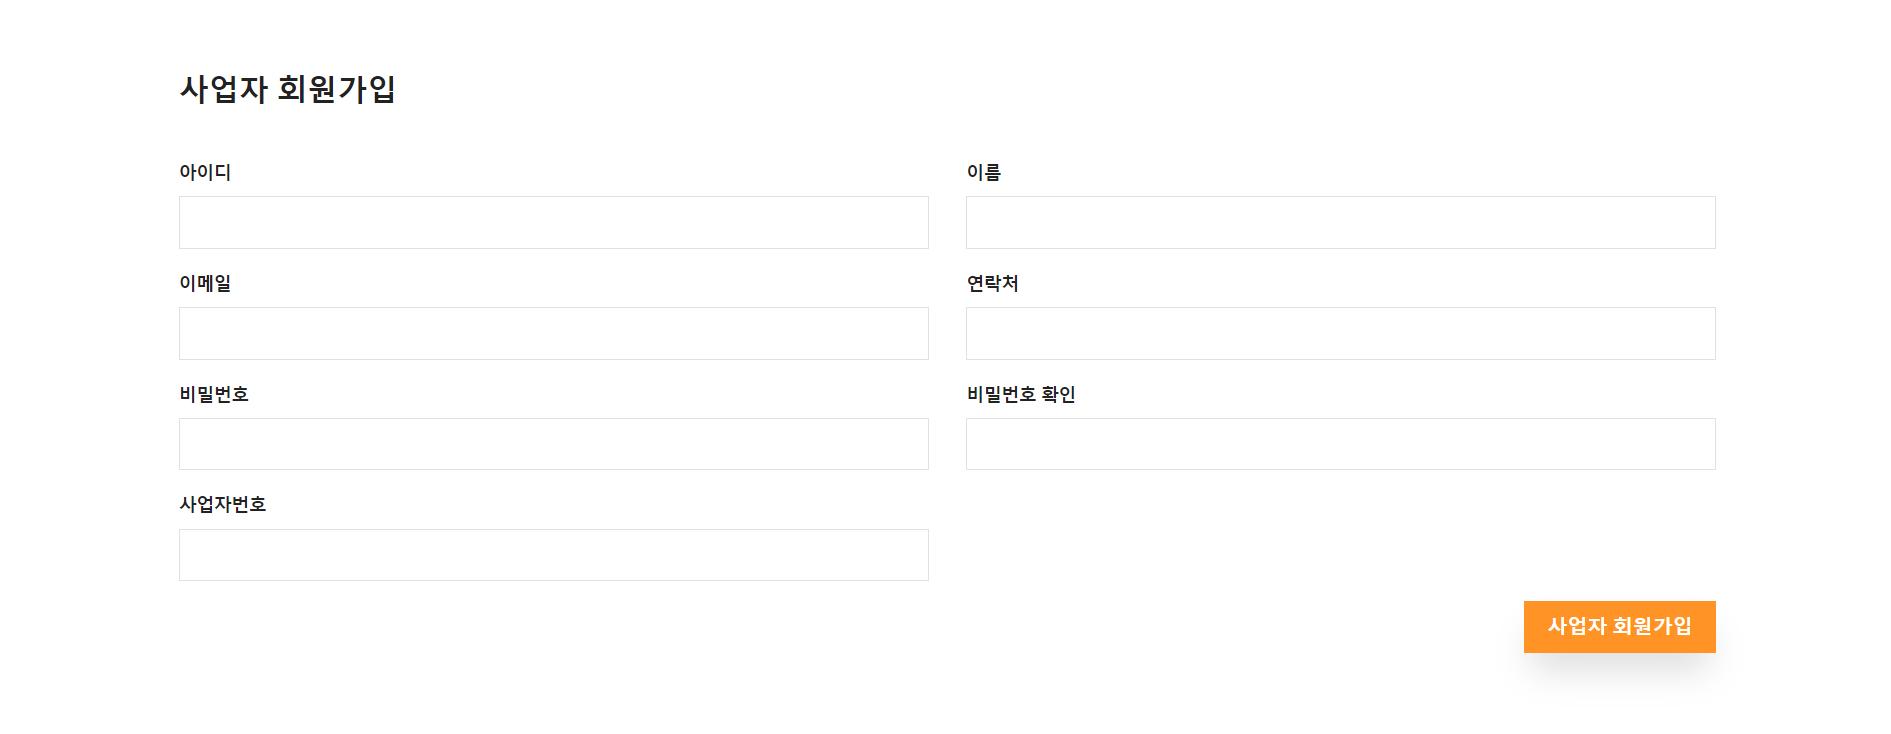 사업자 회원가입
아이디
이름
이메일
연락처
비밀번호
비밀번호 확인
사업자번호
사업자 회원가입